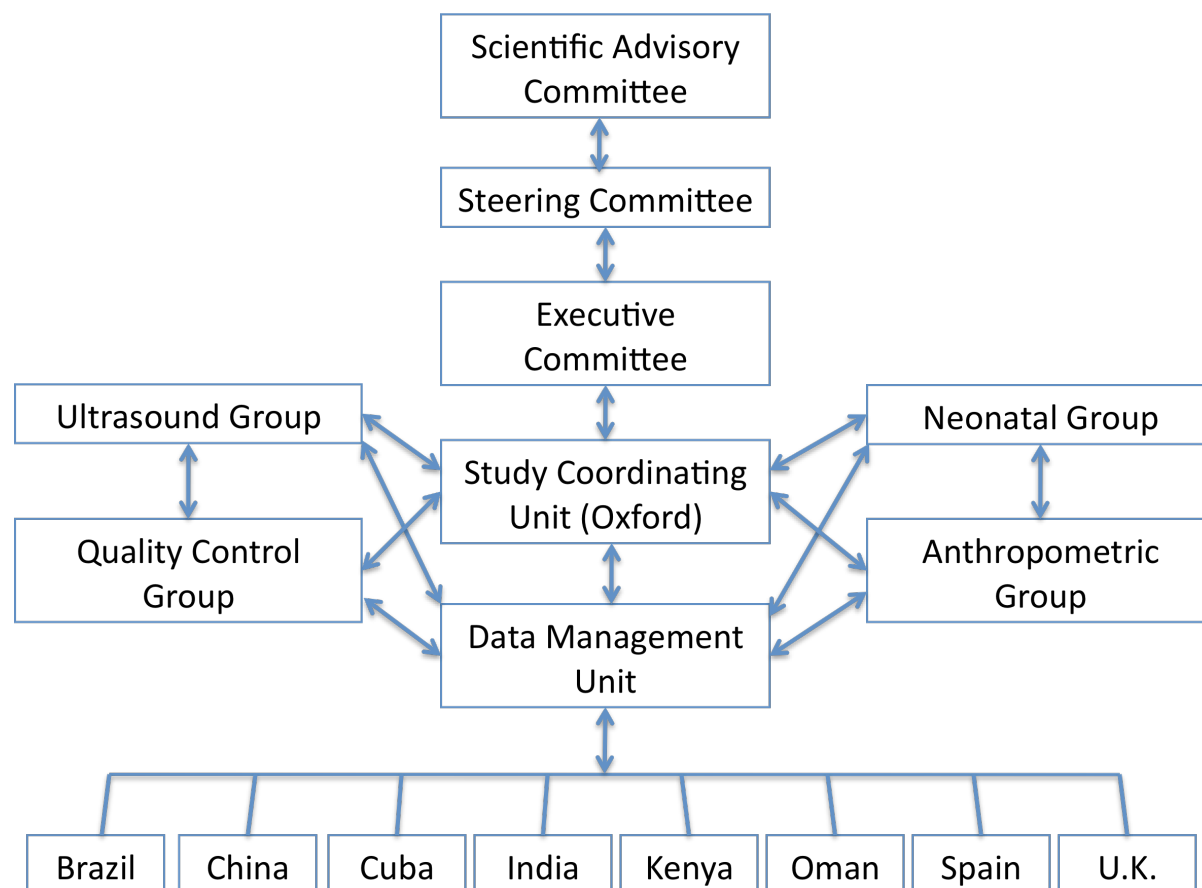 Scientific Advisory
Committee
Steering Committee
Executive
Committee
Ultrasound Group
Neonatal Group
Study Coordinating
Unit (Oxford)
Quality Control
Group
Anthropometric
Group
Data Management
Unit
Brazil
China
Cuba
India
Kenya
Oman
Spain
U.K.